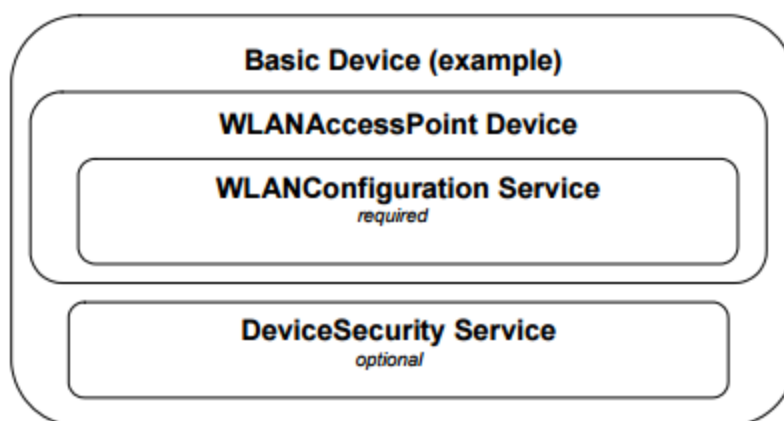 Basic Device (example)
WLANAccessPoint Device
WLANConfiguration Service
required
DeviceSecurity Service
optional